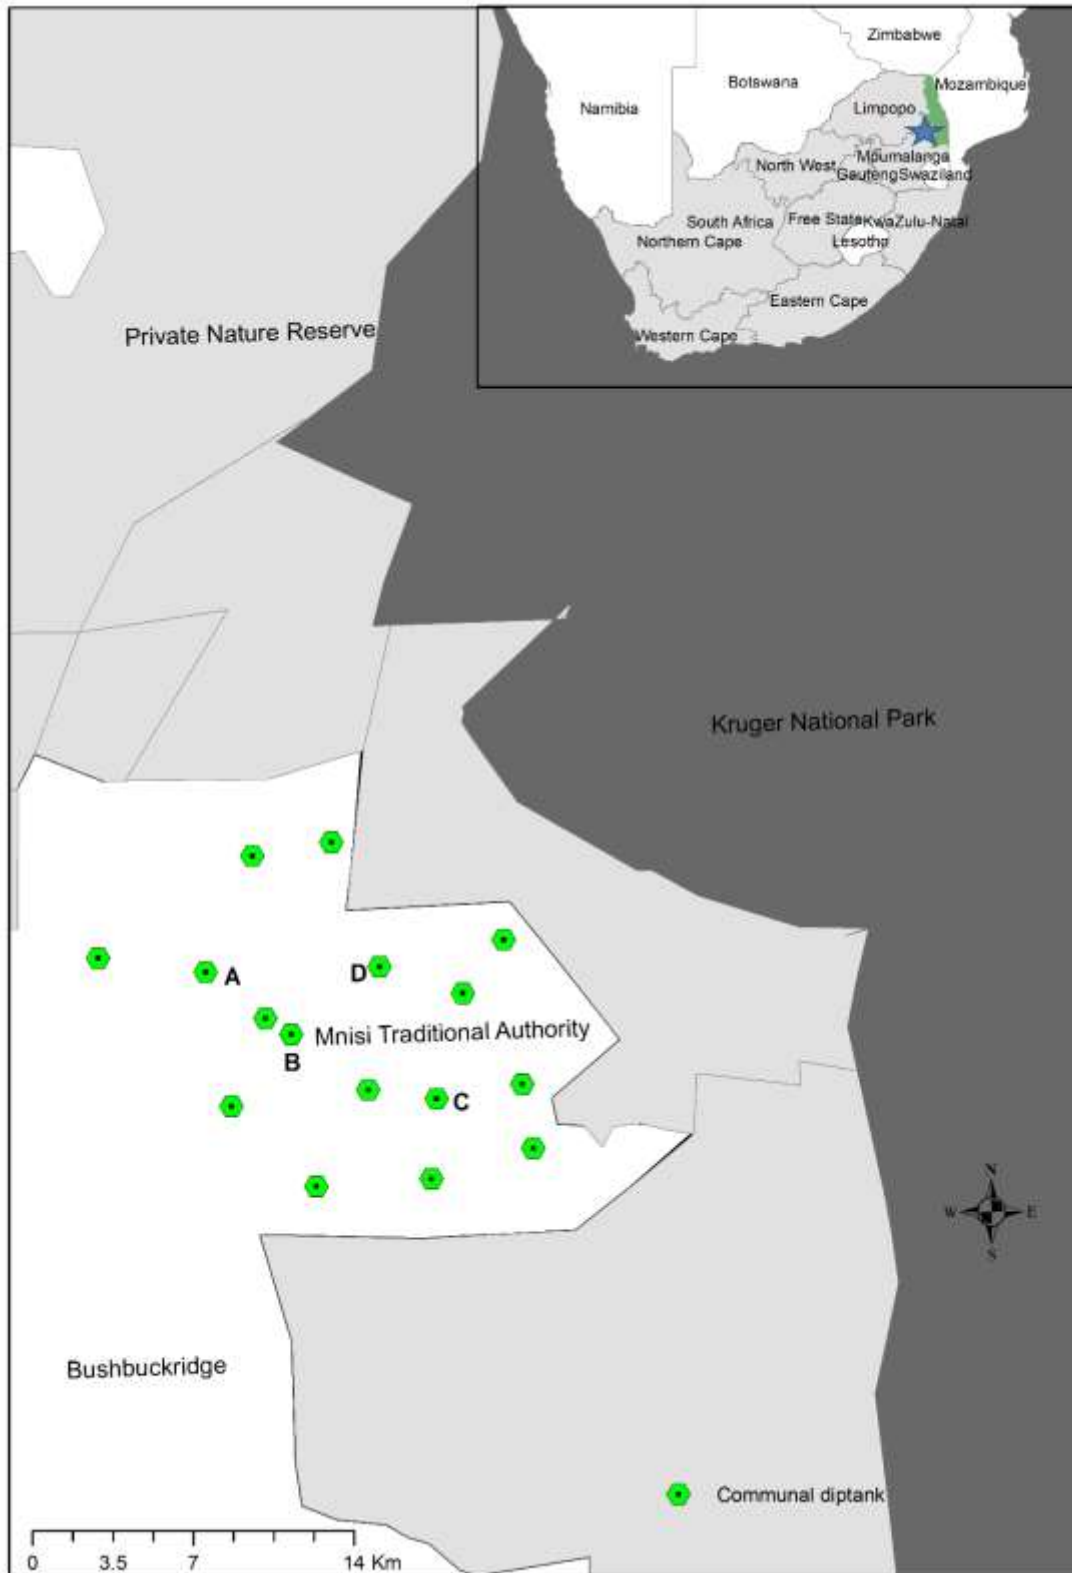 Zimbabwe
Botswana
Mozambique
Namibia
Limpopo
North West
Mpumalanga
Gauteng
Swaziland
South Africa
Free State
KwaZulu-Natal
Northern Cape
Lesotho
Eastern Cape
Western Cape
Private Nature Reserve
Kruger National Park
A
D
Mnisi Traditional Authority
B
C
N
W
E
S
Bushbuckridge
Communal diptank
0 3.5 7 14 Km